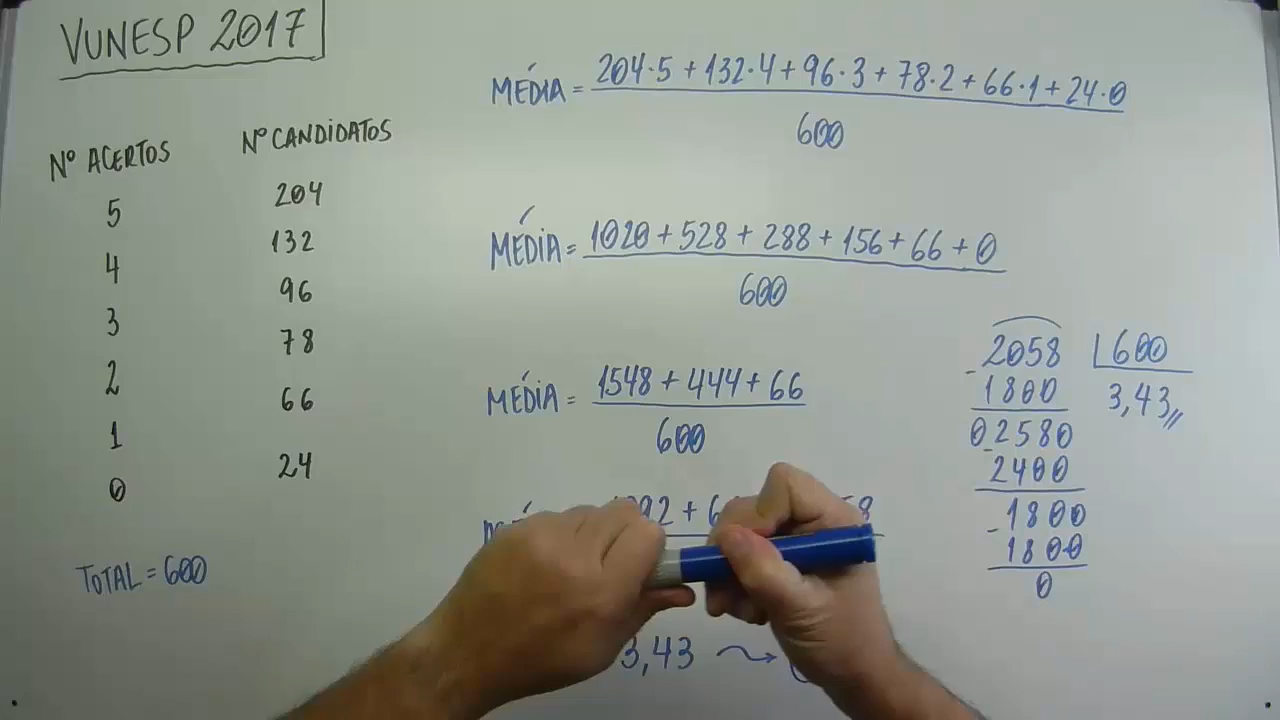 VUNESP 2017
Nº ACERTOS Nº CANDIDATOS
5 204
4 132
3 96
2 78
1 66
0 24
TOTAL = 600
MÉDIA = 204·5 + 132·4 + 96·3 + 78·2 + 66·1 + 24·0
600
MÉDIA = 1020 + 528 + 288 + 156 + 66 + 0
600
MÉDIA = 1548 + 444 + 66
600
3,43
2058 600
- 1800 3,43
02580
- 2400
1800
- 1800
0